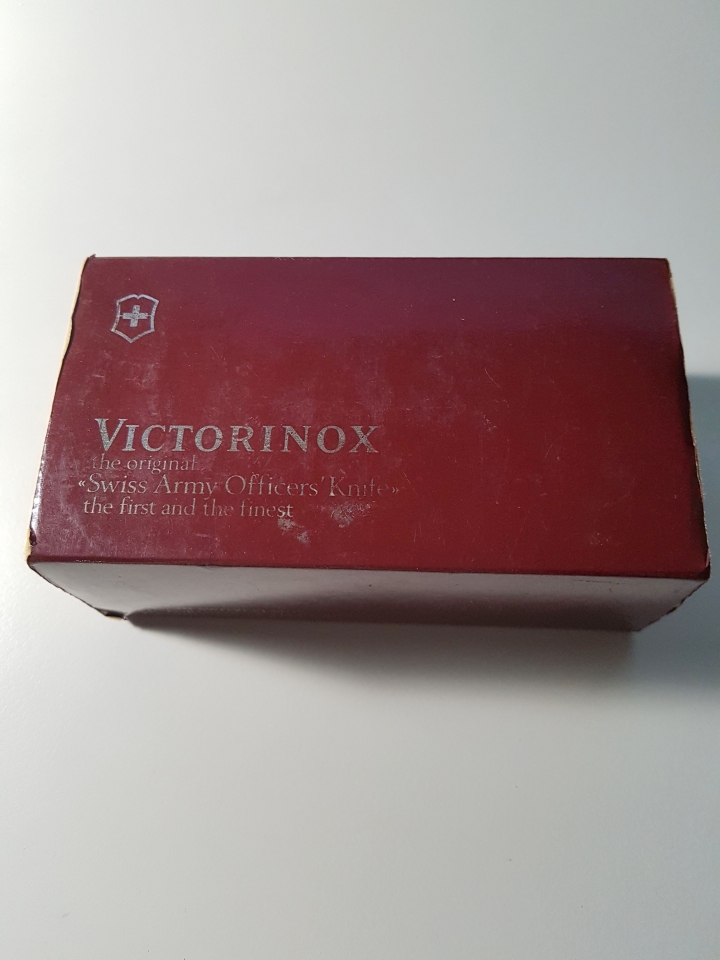 VICTORINOX
the original
«Swiss Army Officers' Knife»
the first and the finest